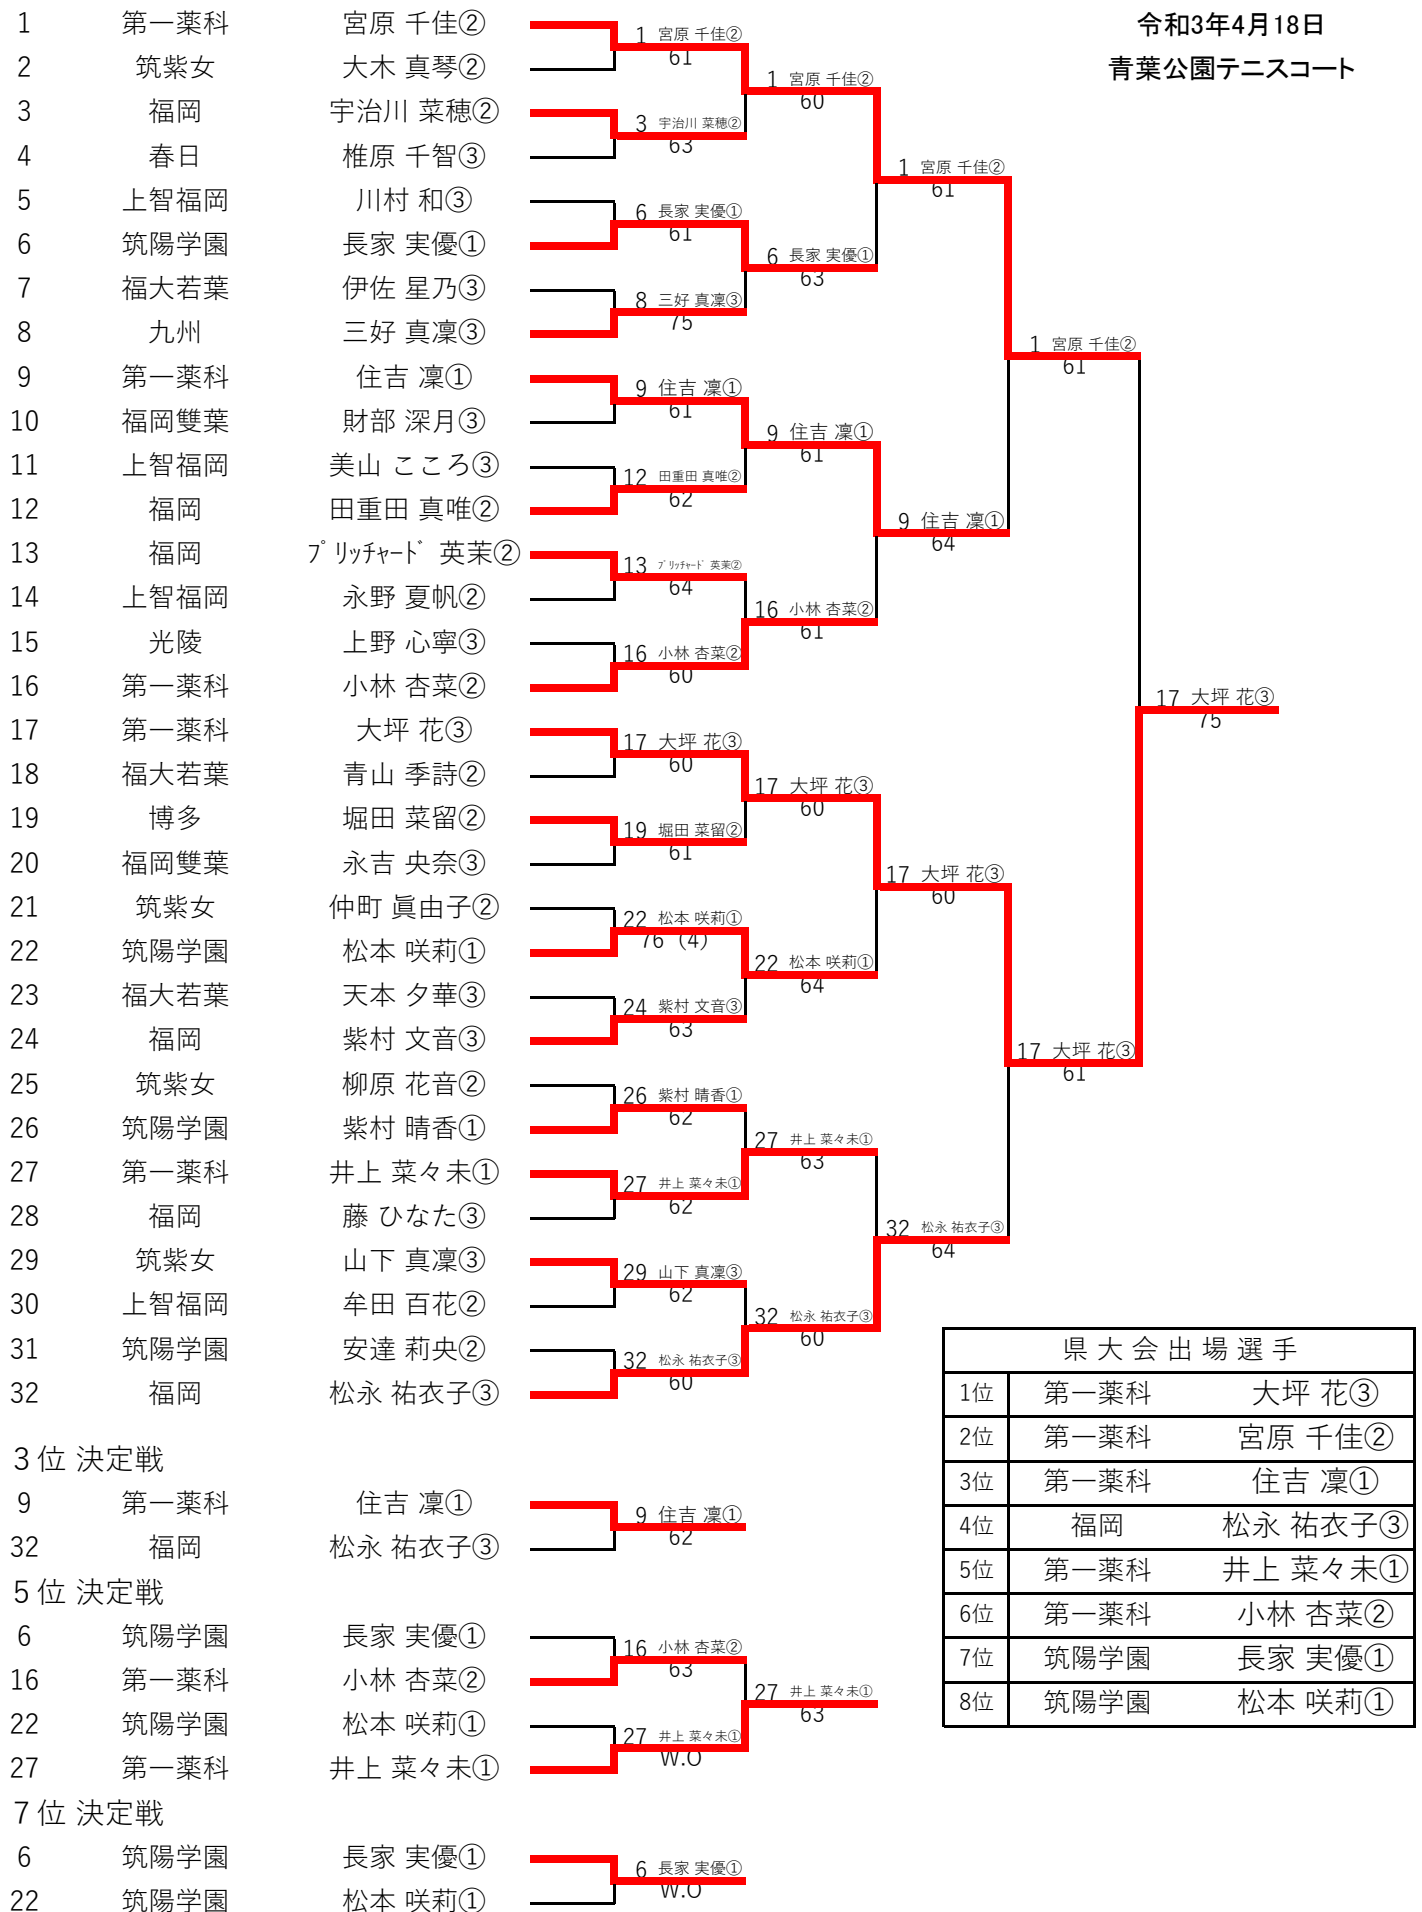 令和3年4月18日
青葉公園テニスコート
1 第一薬科 宮原 千佳②
2 筑紫女 大木 真琴②
3 福岡 宇治川 菜穂②
4 春日 椎原 千智③
5 上智福岡 川村 和③
6 筑陽学園 長家 実優①
7 福大若葉 伊佐 星乃③
8 九州 三好 真凜③
9 第一薬科 住吉 凜①
10 福岡雙葉 財部 深月③
11 上智福岡 美山 こころ③
12 福岡 田重田 真唯②
13 福岡 プリッチャード 英茉②
14 上智福岡 永野 夏帆②
15 光陵 上野 心寧③
16 第一薬科 小林 杏菜②
17 第一薬科 大坪 花③
18 福大若葉 青山 季詩②
19 博多 堀田 菜留②
20 福岡雙葉 永吉 央奈③
21 筑紫女 仲町 眞由子②
22 筑陽学園 松本 咲莉①
23 福大若葉 天本 夕華③
24 福岡 紫村 文音③
25 筑紫女 柳原 花音②
26 筑陽学園 紫村 晴香①
27 第一薬科 井上 菜々未①
28 福岡 藤 ひなた③
29 筑紫女 山下 真凜③
30 上智福岡 牟田 百花②
31 筑陽学園 安達 莉央②
32 福岡 松永 祐衣子③
1 宮原 千佳②
61
3 宇治川 菜穂②
63
6 長家 実優①
61
8 三好 真凜③
75
9 住吉 凜①
61
12 田重田 真唯②
62
13 プリッチャード 英茉②
64
16 小林 杏菜②
60
17 大坪 花③
60
19 堀田 菜留②
61
22 松本 咲莉①
76（4）
24 紫村 文音③
63
26 紫村 晴香①
62
27 井上 菜々未①
62
29 山下 真凜③
62
32 松永 祐衣子③
60
1 宮原 千佳②
60
6 長家 実優①
63
9 住吉 凜①
61
16 小林 杏菜②
61
17 大坪 花③
60
22 松本 咲莉①
64
27 井上 菜々未①
63
32 松永 祐衣子③
60
1 宮原 千佳②
61
9 住吉 凜①
64
17 大坪 花③
60
32 松永 祐衣子③
64
1 宮原 千佳②
61
17 大坪 花③
61
17 大坪 花③
75
３位 決定戦
9 第一薬科 住吉 凜①
32 福岡 松永 祐衣子③
9 住吉 凜①
62
５位 決定戦
6 筑陽学園 長家 実優①
16 第一薬科 小林 杏菜②
22 筑陽学園 松本 咲莉①
27 第一薬科 井上 菜々未①
16 小林 杏菜②
63
27 井上 菜々未①
W.O
27 井上 菜々未①
63
７位 決定戦
6 筑陽学園 長家 実優①
22 筑陽学園 松本 咲莉①
6 長家 実優①
W.O
県大会出場選手
1位 第一薬科 大坪 花③
2位 第一薬科 宮原 千佳②
3位 第一薬科 住吉 凜①
4位 福岡 松永 祐衣子③
5位 第一薬科 井上 菜々未①
6位 第一薬科 小林 杏菜②
7位 筑陽学園 長家 実優①
8位 筑陽学園 松本 咲莉①